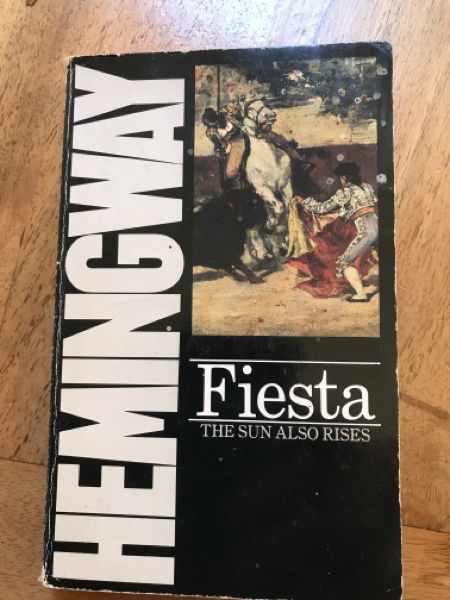 HEMINGWAY
Fiesta
THE SUN ALSO RISES